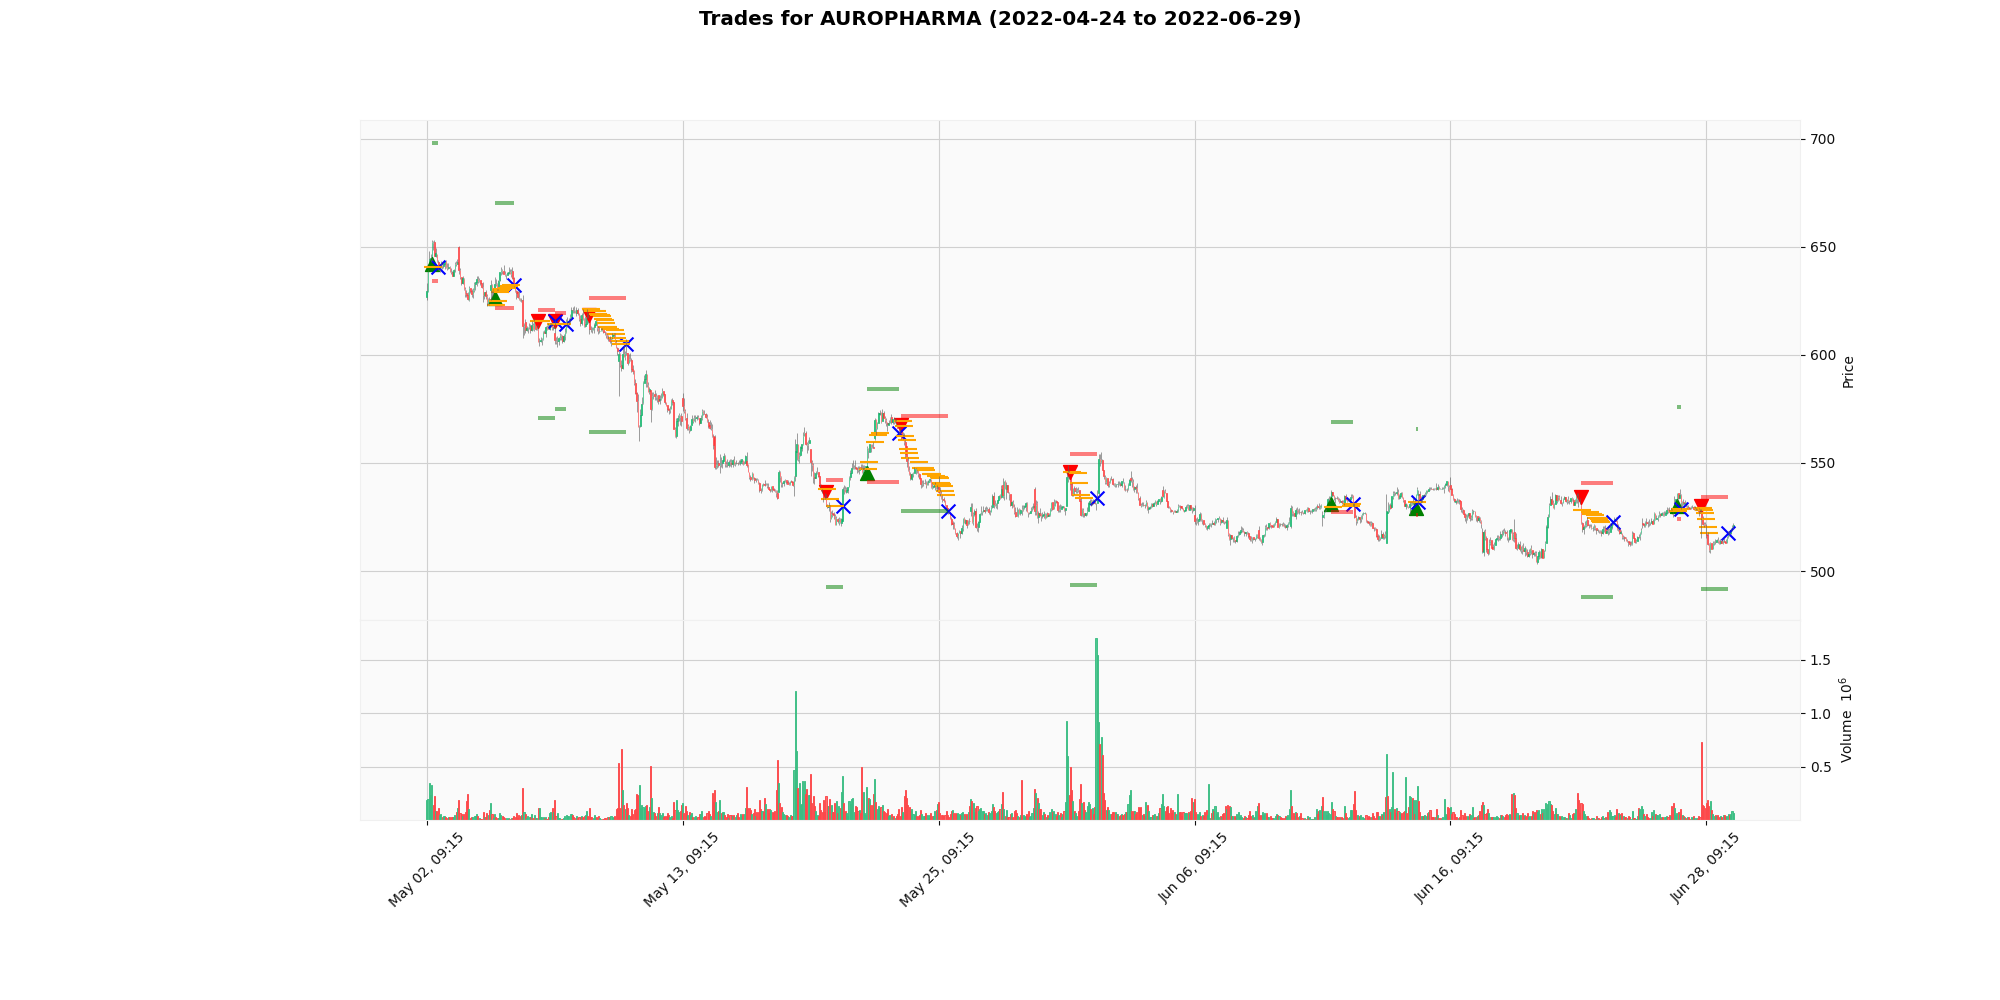 Trades for AUROPHARMA (2022-04-24 to 2022-06-29)
700
650
600
550
500
Price
1.5
1.0
0.5
Volume 10^6
May 02, 09:15
May 13, 09:15
May 25, 09:15
Jun 06, 09:15
Jun 16, 09:15
Jun 28, 09:15